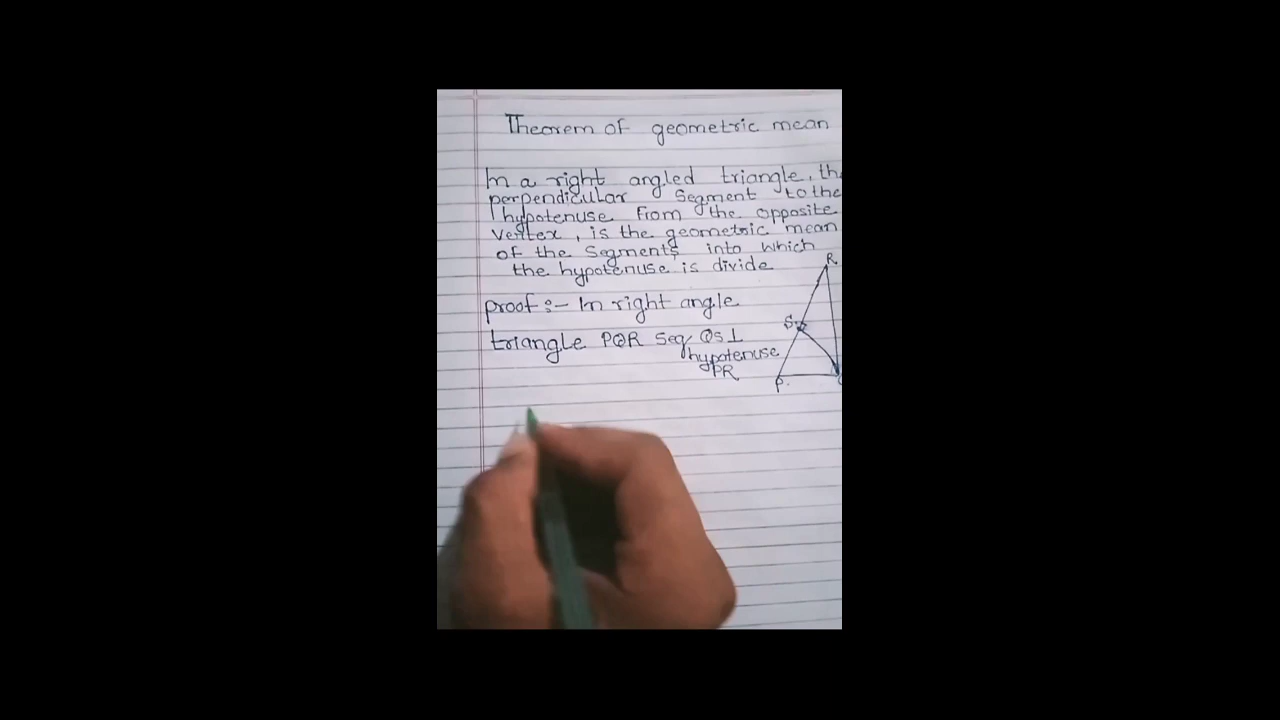 Theorem of geometric mean
In a right angled triangle, the
perpendicular segment to the
hypotenuse from the opposite
vertex, is the geometric mean
of the segments into which
the hypotenuse is divide
R
proof :- In right angle
S
triangle PQR seg QS ⊥
hypotenuse
PR
P